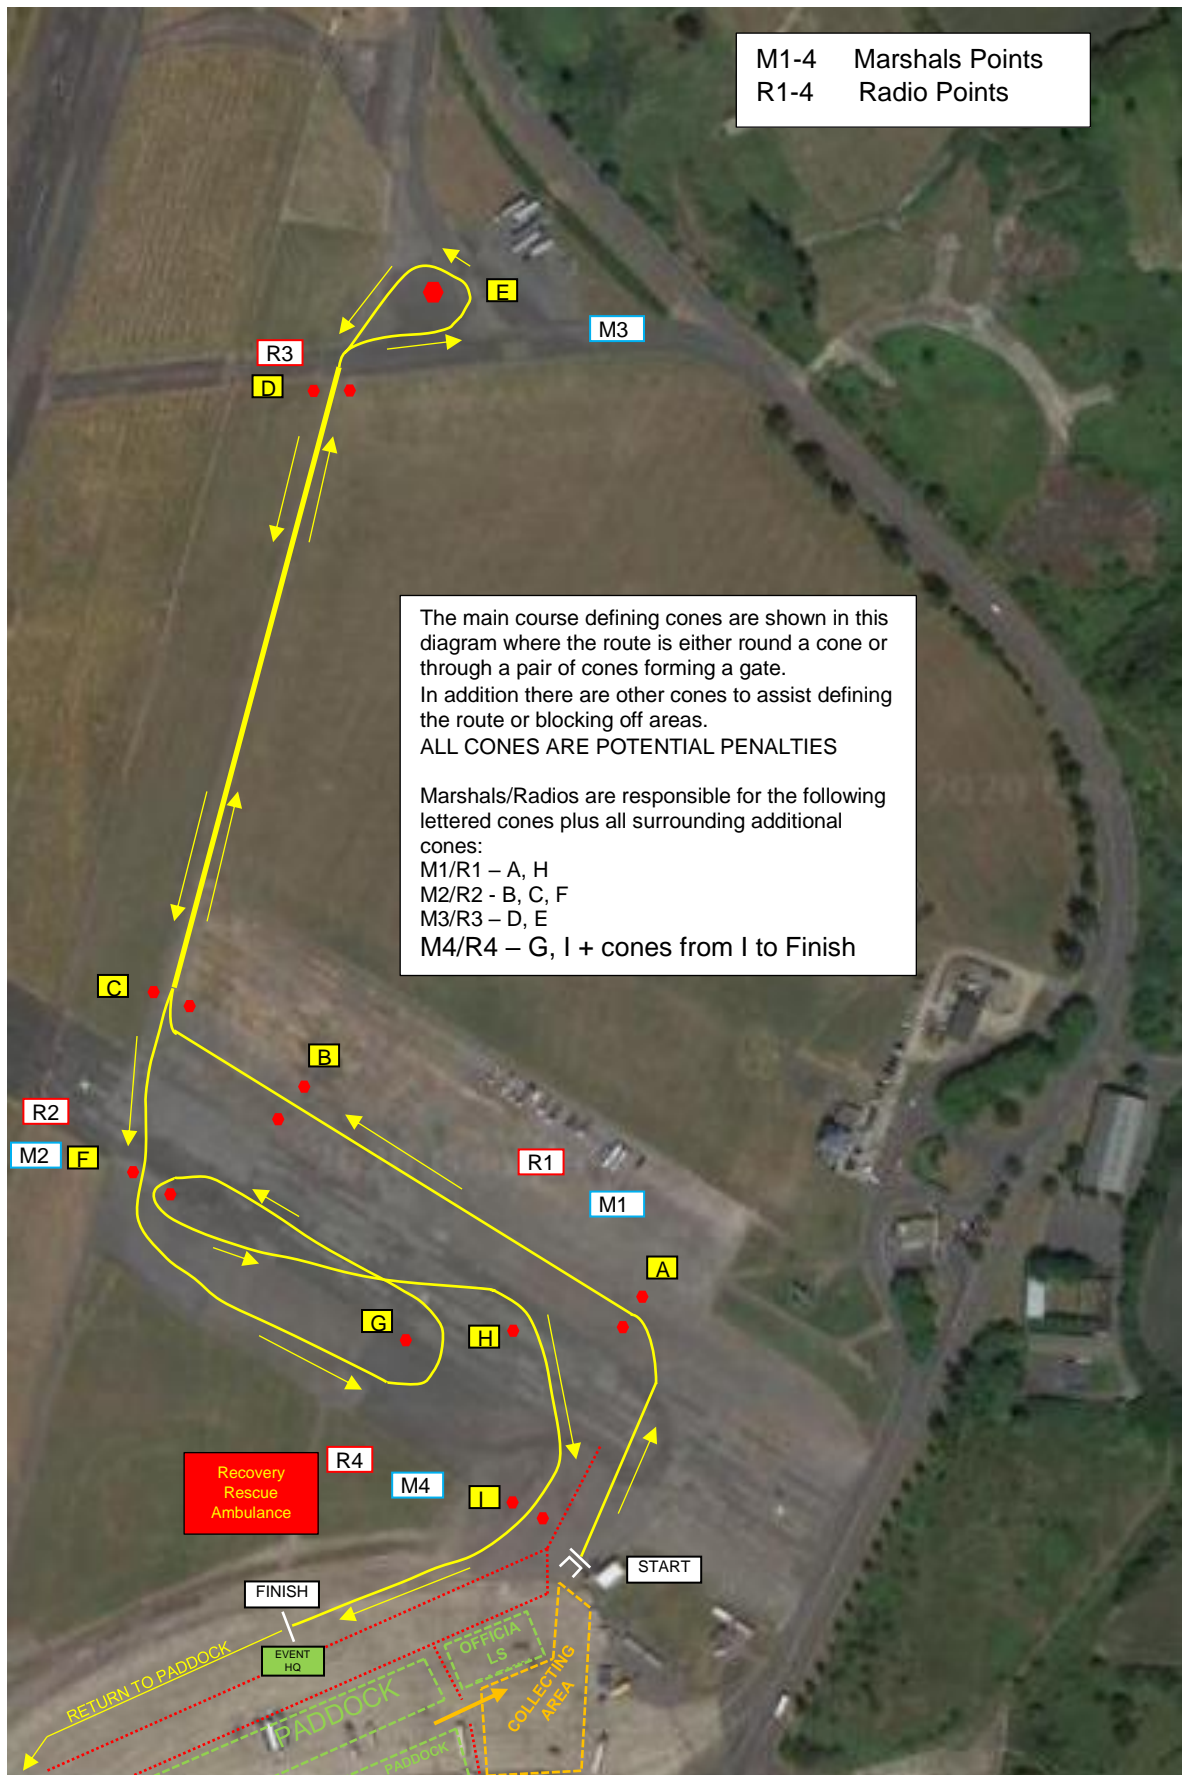 M1-4 Marshals Points
R1-4 Radio Points
E
M3
R3
D
The main course defining cones are shown in this
diagram where the route is either round a cone or
through a pair of cones forming a gate.
In addition there are other cones to assist defining
the route or blocking off areas.
ALL CONES ARE POTENTIAL PENALTIES
Marshals/Radios are responsible for the following
lettered cones plus all surrounding additional
cones:
M1/R1 – A, H
M2/R2 - B, C, F
M3/R3 – D, E
M4/R4 – G, I + cones from I to Finish
C
B
R2
M2
F
R1
M1
A
G
H
R4
M4
I
Recovery
Rescue
Ambulance
START
FINISH
EVENT
HQ
RETURN TO PADDOCK
OFFICIA
LS
PADDOCK
COLLECTING
AREA
PADDOCK